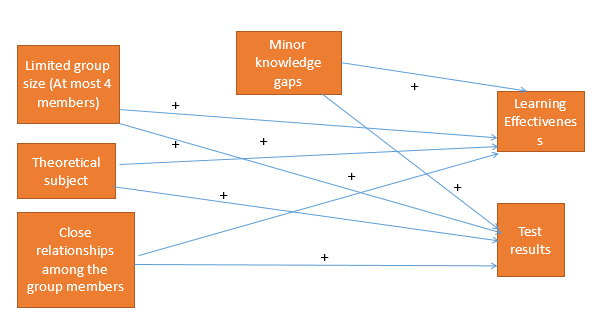 Minor
knowledge
gaps
Limited group
size (At most 4
members)
+
+
Learning
Effectivenes
s
+
+
Theoretical
subject
+
+
+
Close
relationships
among the
group members
Test
results
+